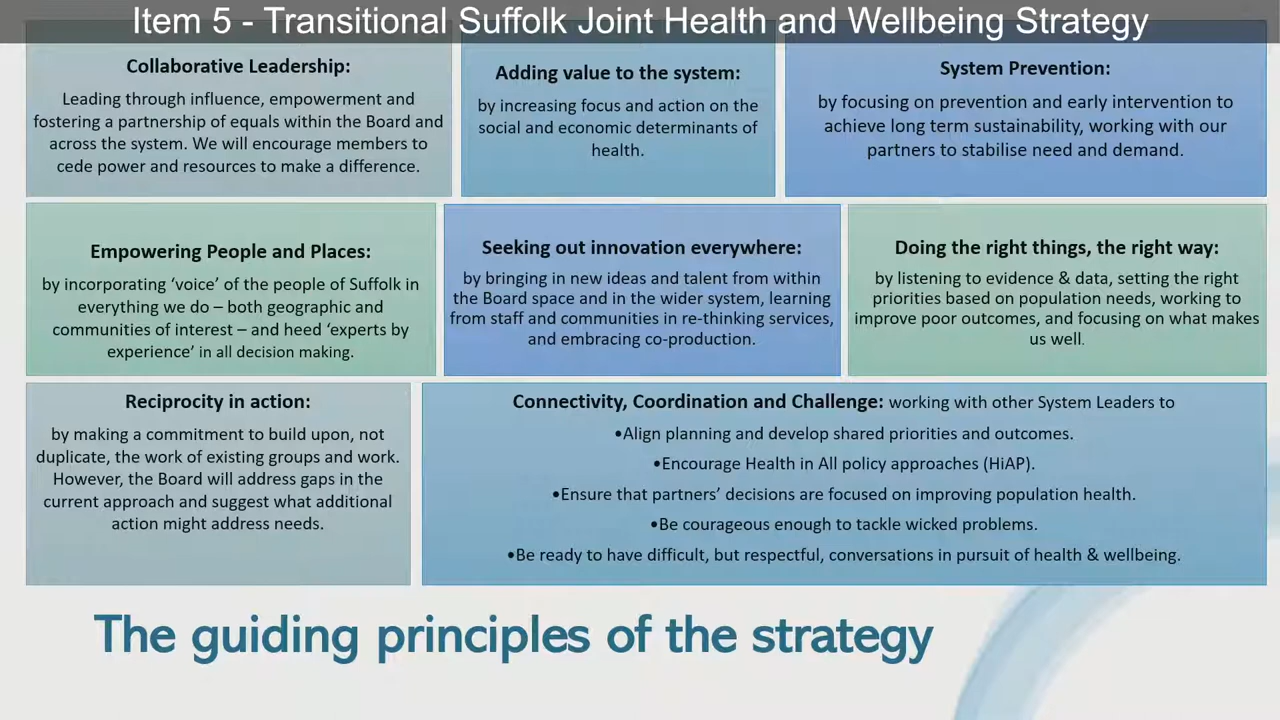 Item 5 - Transitional Suffolk Joint Health and Wellbeing Strategy
Collaborative Leadership:
Leading through influence, empowerment and
fostering a partnership of equals within the Board and
across the system. We will encourage members to
cede power and resources to make a difference.
Adding value to the system:
by increasing focus and action on the
social and economic determinants of
health.
System Prevention:
by focusing on prevention and early intervention to
achieve long term sustainability, working with our
partners to stabilise need and demand.
Empowering People and Places:
by incorporating ‘voice’ of the people of Suffolk in
everything we do – both geographic and
communities of interest – and heed ‘experts by
experience’ in all decision making.
Seeking out innovation everywhere:
by bringing in new ideas and talent from within
the Board space and in the wider system, learning
from staff and communities in re-thinking services,
and embracing co-production.
Doing the right things, the right way:
by listening to evidence & data, setting the right
priorities based on population needs, working to
improve poor outcomes, and focusing on what makes
us well.
Reciprocity in action:
by making a commitment to build upon, not
duplicate, the work of existing groups and work.
However, the Board will address gaps in the
current approach and suggest what additional
action might address needs.
Connectivity, Coordination and Challenge: working with other System Leaders to
•Align planning and develop shared priorities and outcomes.
•Encourage Health in All policy approaches (HiAP).
•Ensure that partners’ decisions are focused on improving population health.
•Be courageous enough to tackle wicked problems.
•Be ready to have difficult, but respectful, conversations in pursuit of health & wellbeing.
The guiding principles of the strategy